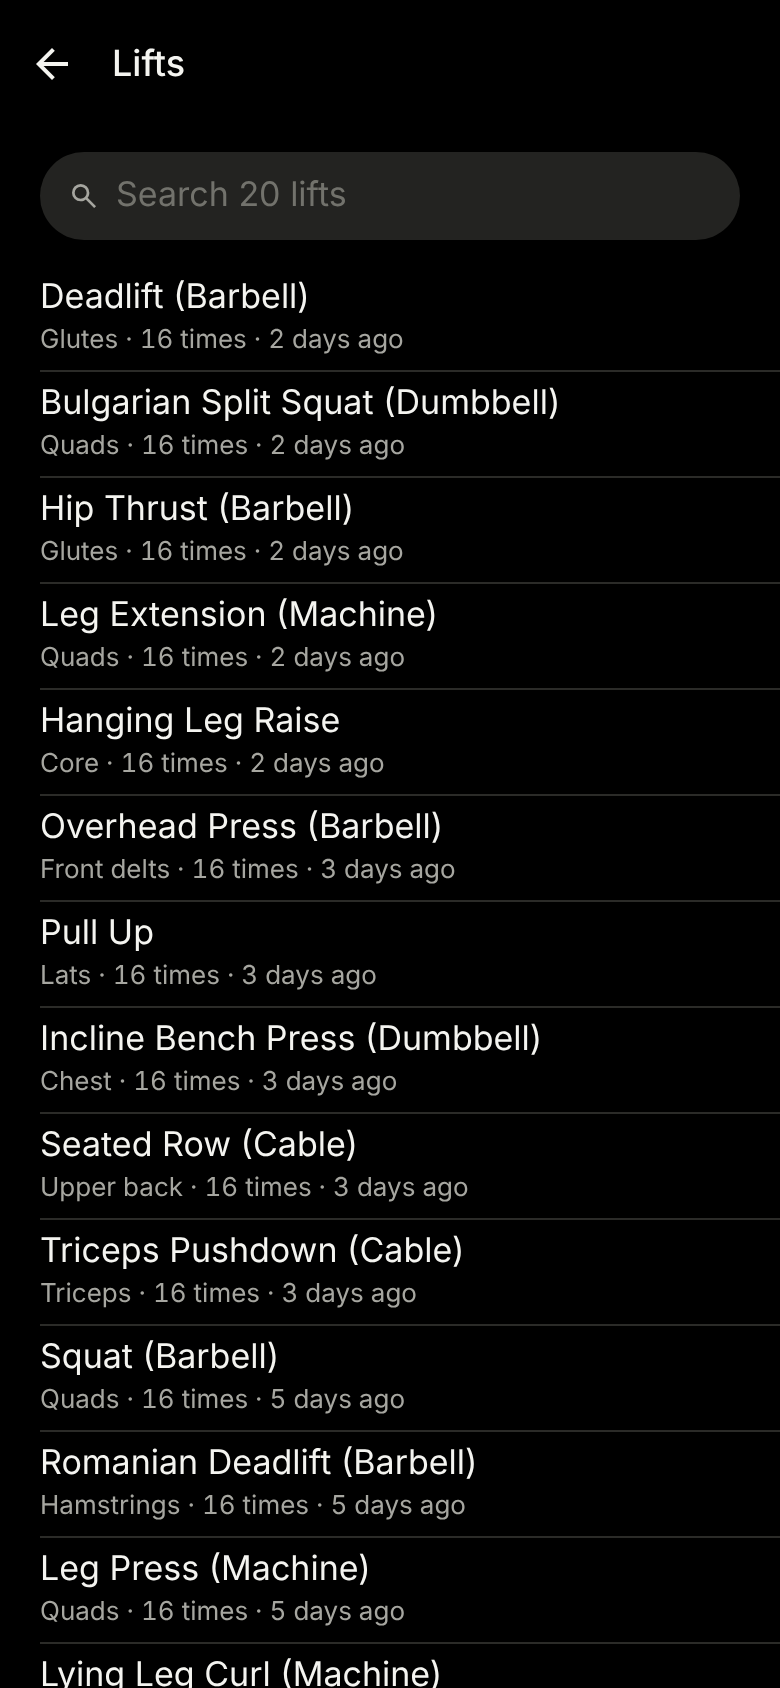 Lifts
Search 20 lifts
Deadlift (Barbell)
Glutes · 16 times · 2 days ago
Bulgarian Split Squat (Dumbbell)
Quads · 16 times · 2 days ago
Hip Thrust (Barbell)
Glutes · 16 times · 2 days ago
Leg Extension (Machine)
Quads · 16 times · 2 days ago
Hanging Leg Raise
Core · 16 times · 2 days ago
Overhead Press (Barbell)
Front delts · 16 times · 3 days ago
Pull Up
Lats · 16 times · 3 days ago
Incline Bench Press (Dumbbell)
Chest · 16 times · 3 days ago
Seated Row (Cable)
Upper back · 16 times · 3 days ago
Triceps Pushdown (Cable)
Triceps · 16 times · 3 days ago
Squat (Barbell)
Quads · 16 times · 5 days ago
Romanian Deadlift (Barbell)
Hamstrings · 16 times · 5 days ago
Leg Press (Machine)
Quads · 16 times · 5 days ago
Lying Leg Curl (Machine)